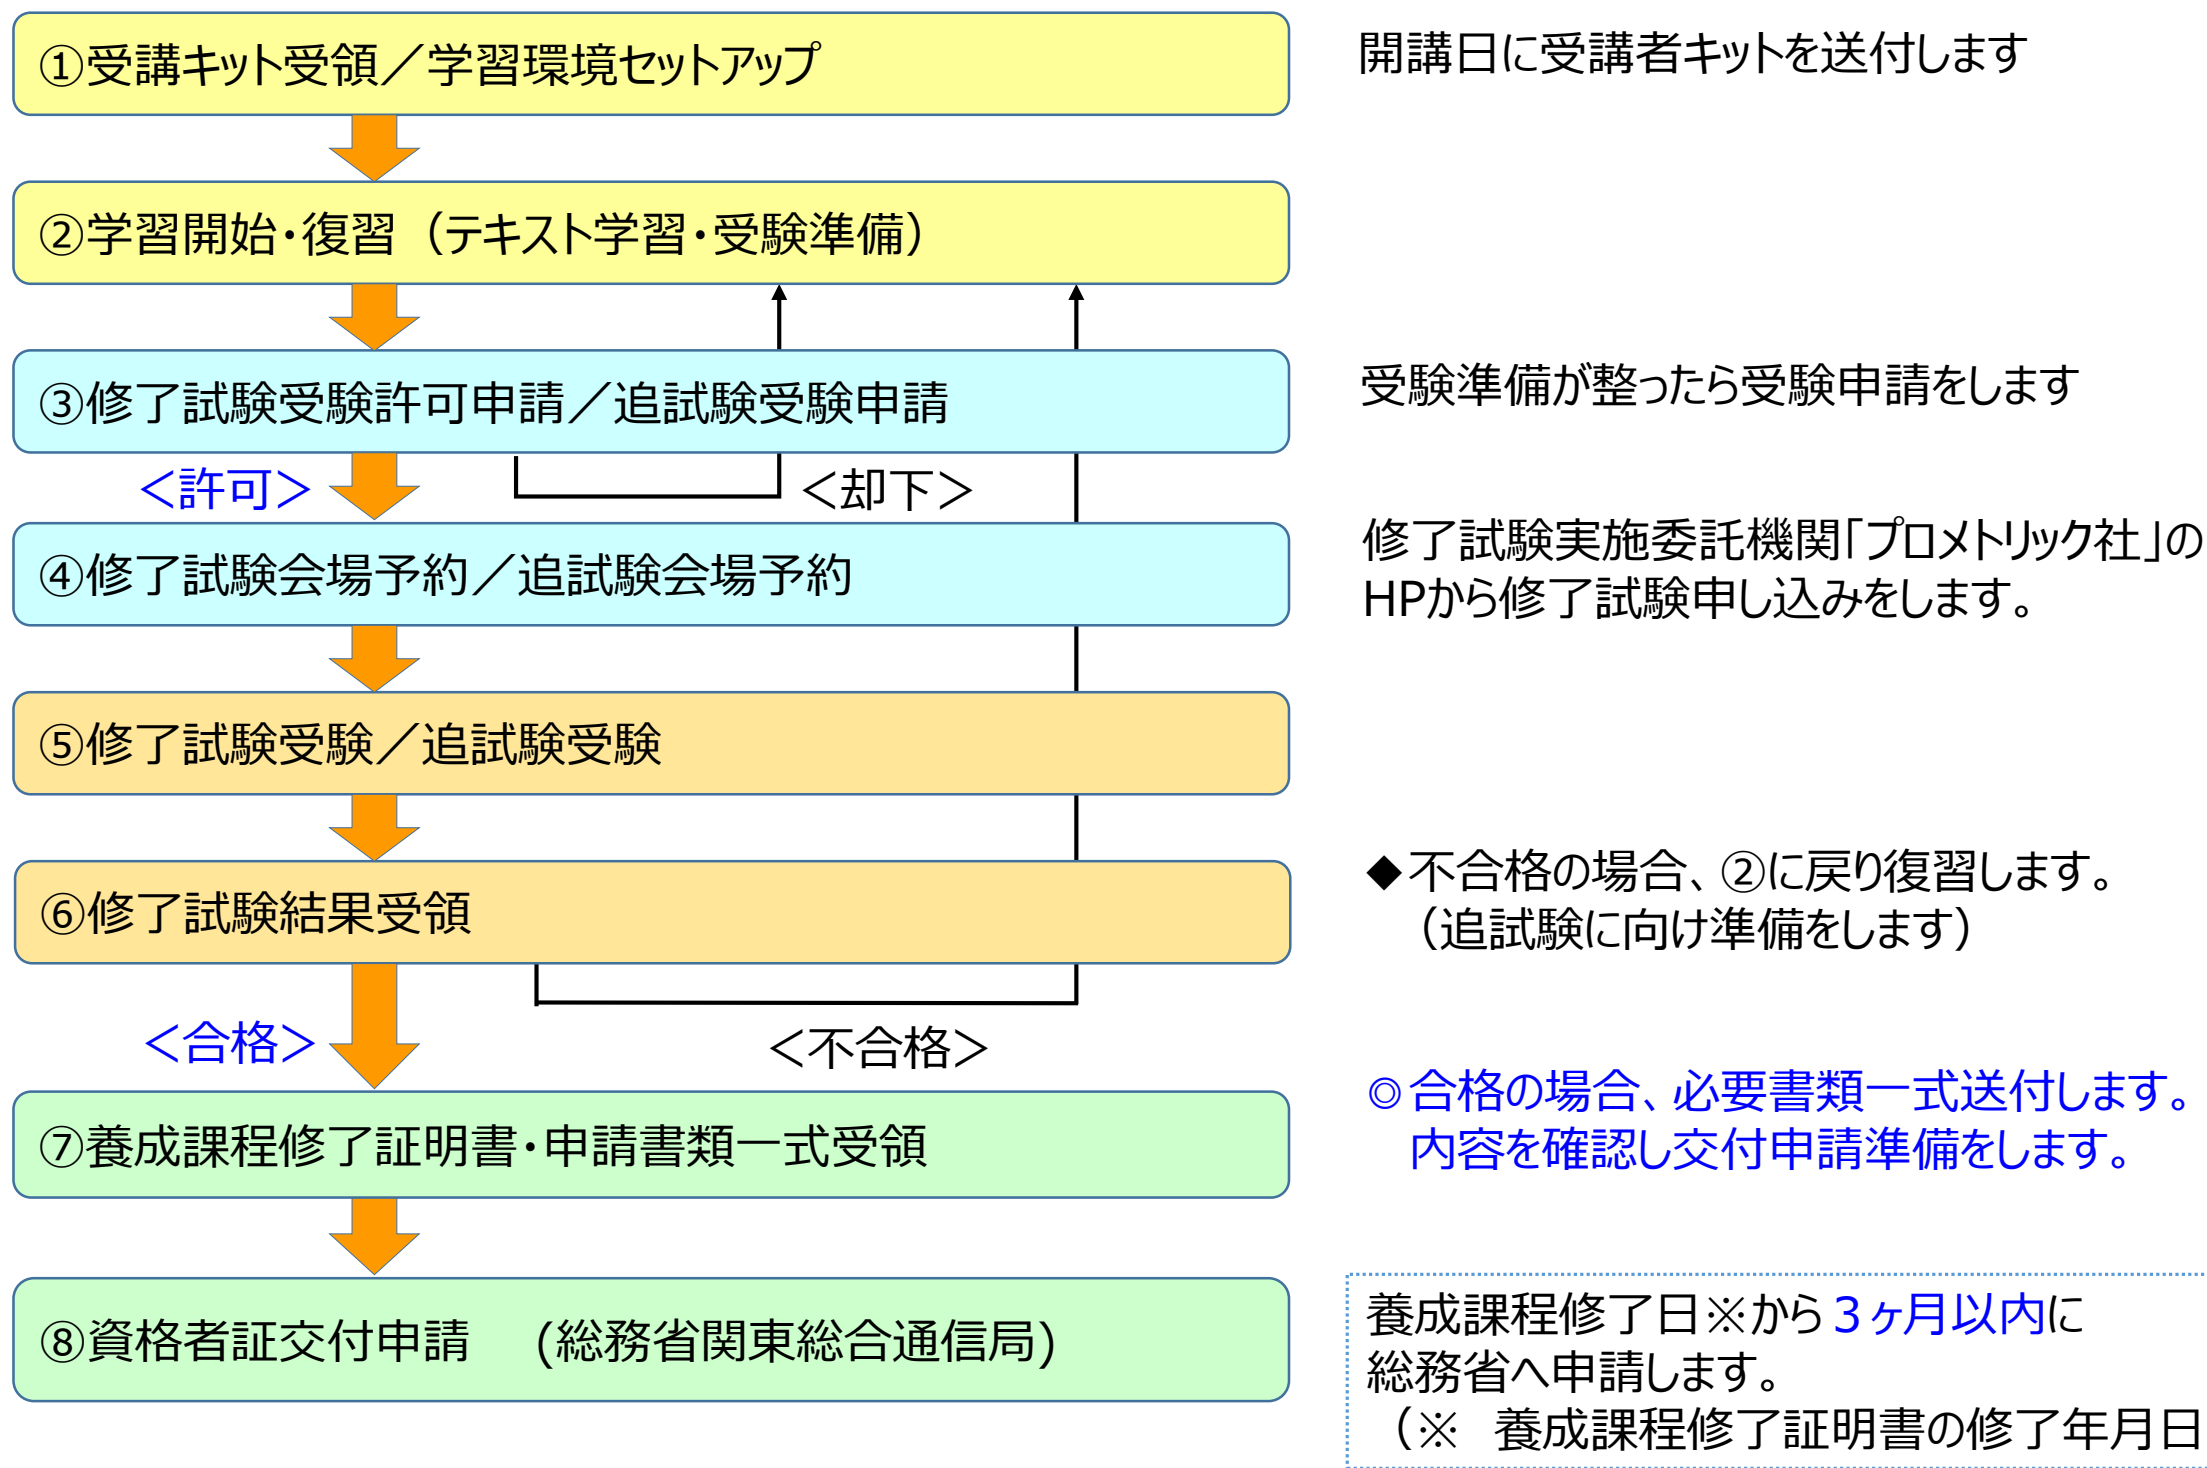 ①受講キット受領／学習環境セットアップ
開講日に受講者キットを送付します
②学習開始・復習（テキスト学習・受験準備）
③修了試験受験許可申請／追試験受験申請
受験準備が整ったら受験申請をします
＜許可＞
＜却下＞
④修了試験会場予約／追試験会場予約
修了試験実施委託機関「プロメトリック社」の
HPから修了試験申し込みをします。
⑤修了試験受験／追試験受験
⑥修了試験結果受領
◆不合格の場合、②に戻り復習します。
（追試験に向け準備をします）
＜合格＞
＜不合格＞
⑦養成課程修了証明書・申請書類一式受領
◎合格の場合、必要書類一式送付します。
内容を確認し交付申請準備をします。
⑧資格者証交付申請　(総務省関東総合通信局)
養成課程修了日※から３ヶ月以内に
総務省へ申請します。
（※　養成課程修了証明書の修了年月日